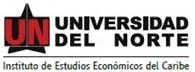 UN UNIVERSIDAD
DEL NORTE
Instituto de Estudios Económicos del Caribe